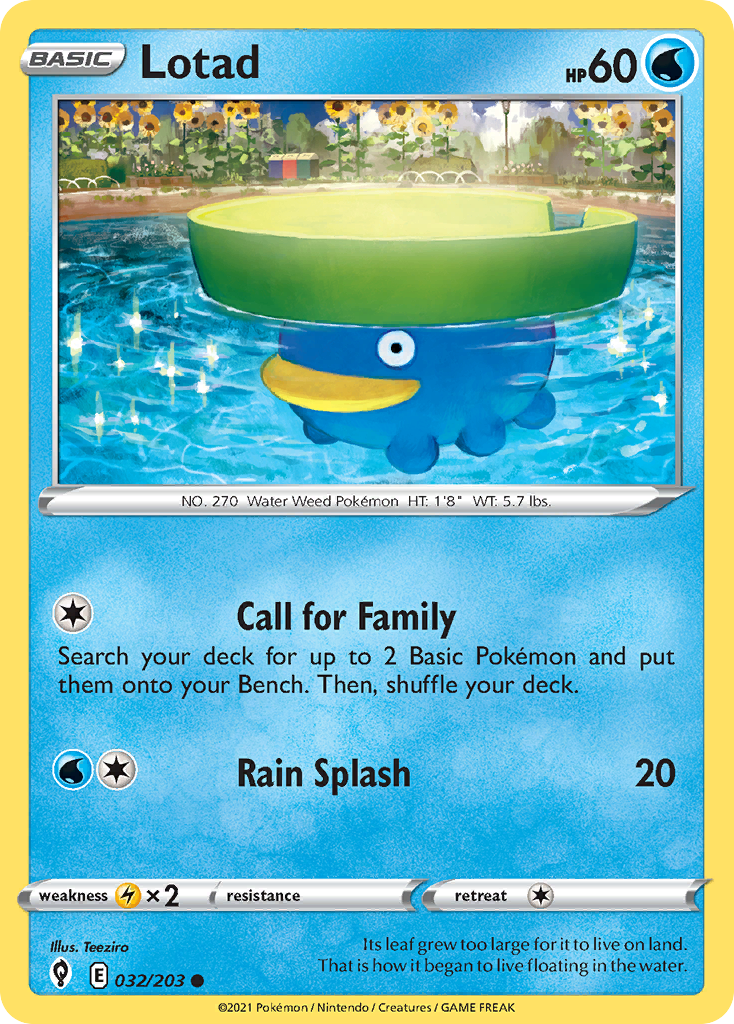 BASIC Lotad HP60
NO. 270 Water Weed Pokémon HT: 1'8" WT: 5.7 lbs.
Call for Family
Search your deck for up to 2 Basic Pokémon and put
them onto your Bench. Then, shuffle your deck.
Rain Splash 20
weakness ×2 resistance retreat
Illus. Teeziro
Its leaf grew too large for it to live on land.
That is how it began to live floating in the water.
E 032/203
©2021 Pokémon / Nintendo / Creatures / GAME FREAK